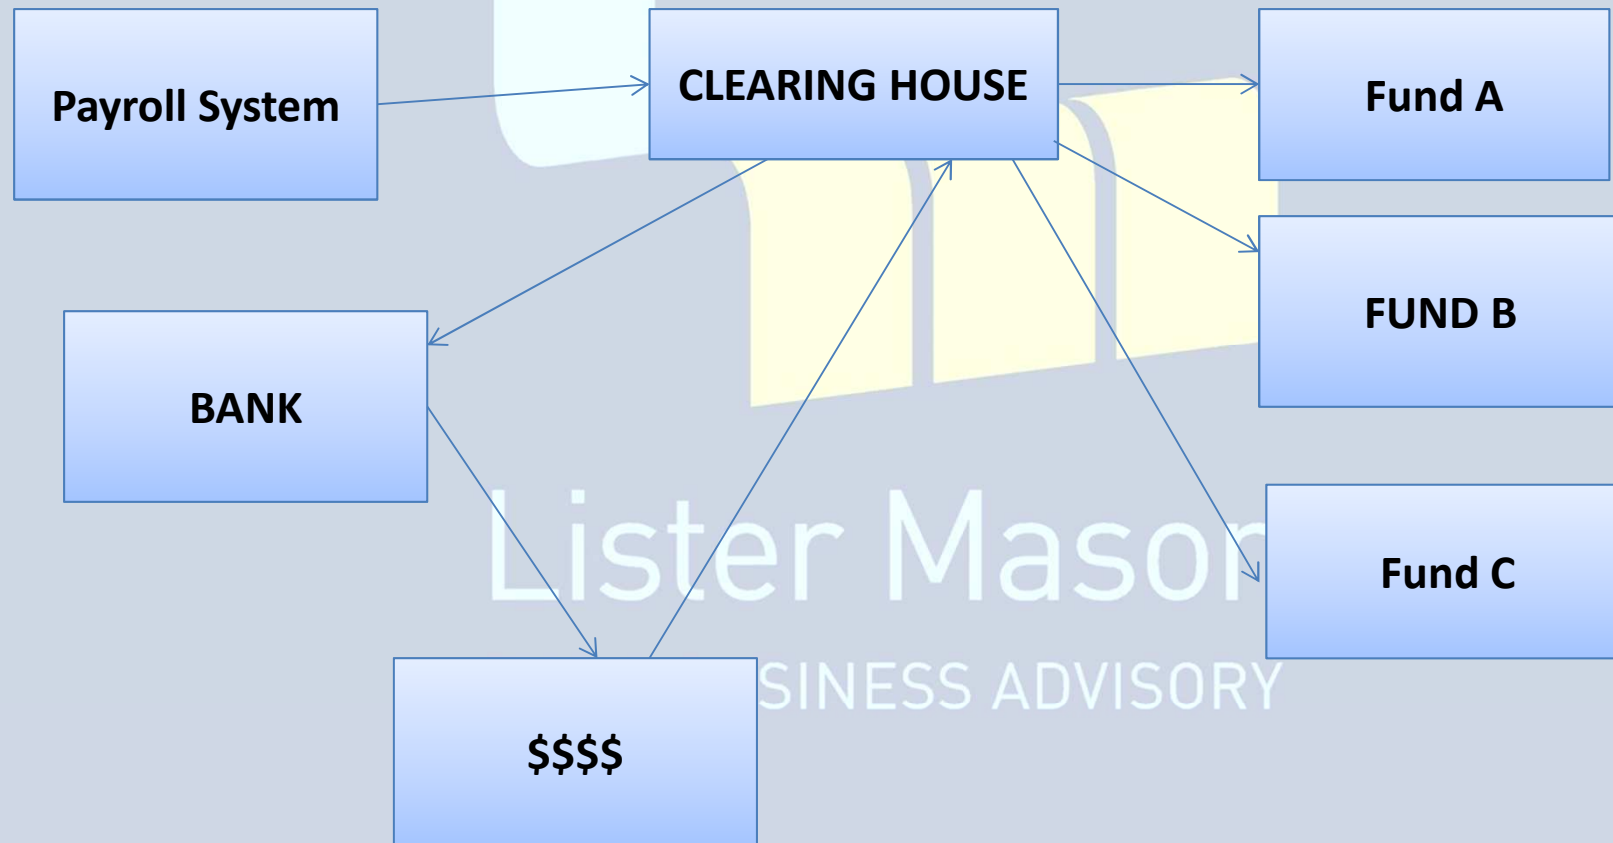 Payroll System
CLEARING HOUSE
Fund A
FUND B
BANK
Lister Mason
Fund C
SINESS ADVISORY
$$$$